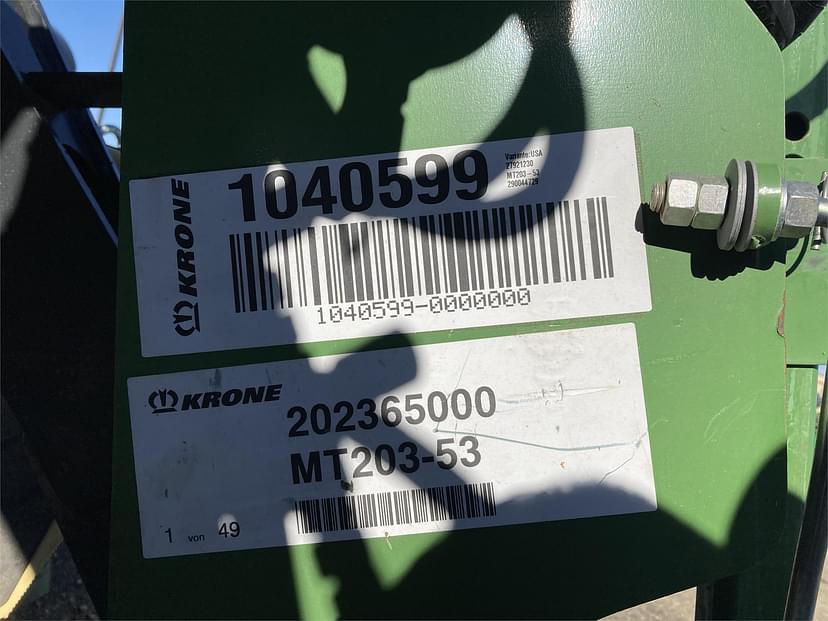 KRONE
1040599
Variante: USA
27921230
MT203 - 53
290044729
1040599-0000000
KRONE
202365000
MT203-53
1 von 49